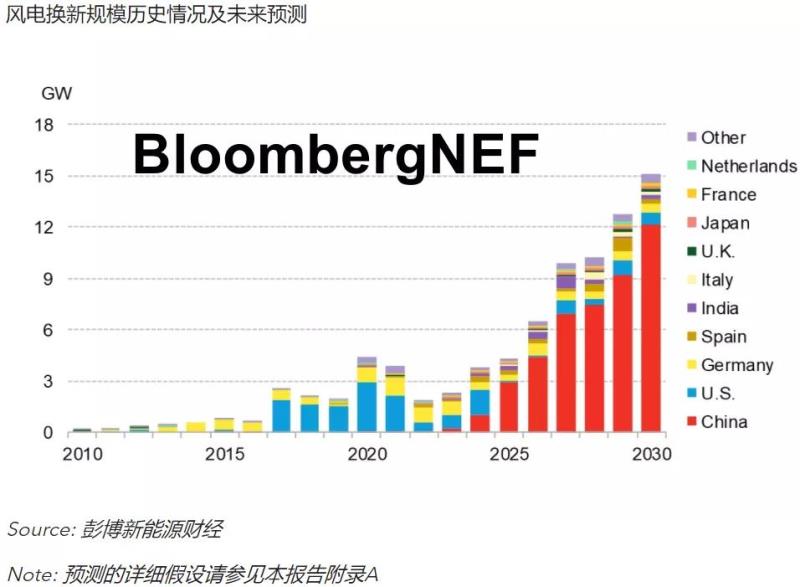 风电换新规模历史情况及未来预测
GW
BloombergNEF
18
15
12
9
6
3
0
2010 2015 2020 2025 2030
Other
Netherlands
France
Japan
U.K.
Italy
India
Spain
Germany
U.S.
China
Source: 彭博新能源财经
Note: 预测的详细假设请参见本报告附录A